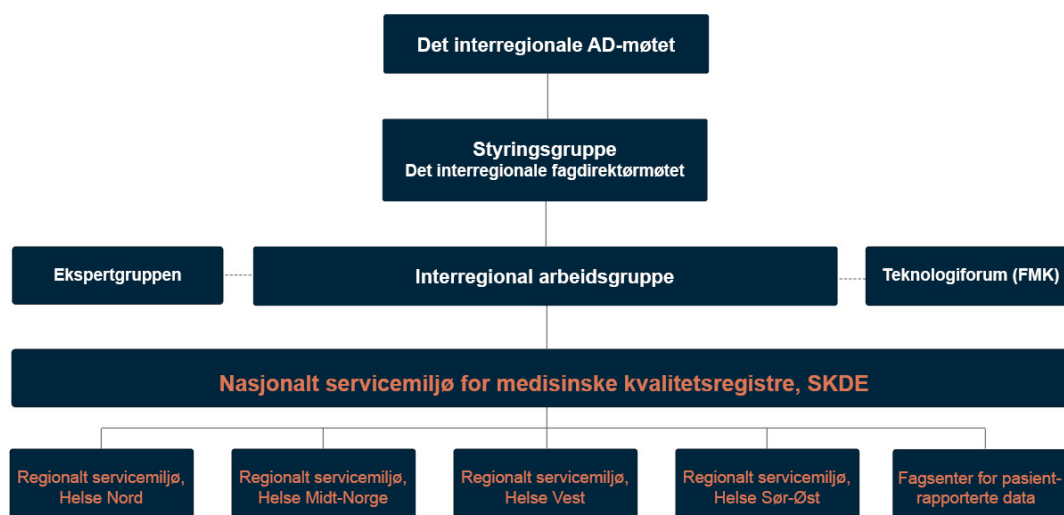 Det interregionale AD-møtet
Styringsgruppe
Det interregionale fagdirektørmøtet
Ekspertgruppen
Interregional arbeidsgruppe
Teknologiforum (FMK)
Nasjonalt servicemiljø for medisinske kvalitetsregistre, SKDE
Regionalt servicemiljø,
Helse Nord
Regionalt servicemiljø,
Helse Midt-Norge
Regionalt servicemiljø,
Helse Vest
Regionalt servicemiljø,
Helse Sør-Øst
Fagsenter for pasient-
rapporterte data